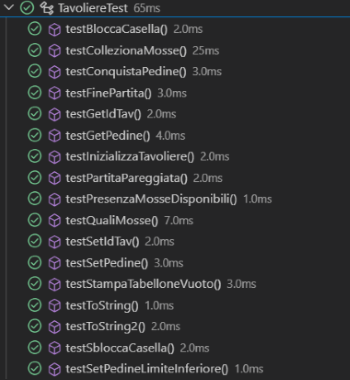 TavoliereTest 65ms
testBloccaCasella() 2.0ms
testCollezionaMosse() 25ms
testConquistaPedine() 3.0ms
testFinePartita() 3.0ms
testGetIdTav() 2.0ms
testGetPedine() 4.0ms
testInizializzaTavoliere() 2.0ms
testPartitaPareggiata() 2.0ms
testPresenzaMosseDisponibili() 1.0ms
testQualiMosse() 7.0ms
testSetIdTav() 2.0ms
testSetPedine() 3.0ms
testStampaTabelloneVuoto() 3.0ms
testToString() 1.0ms
testToString2() 2.0ms
testSbloccaCasella() 2.0ms
testSetPedineLimiteInferiore() 1.0ms